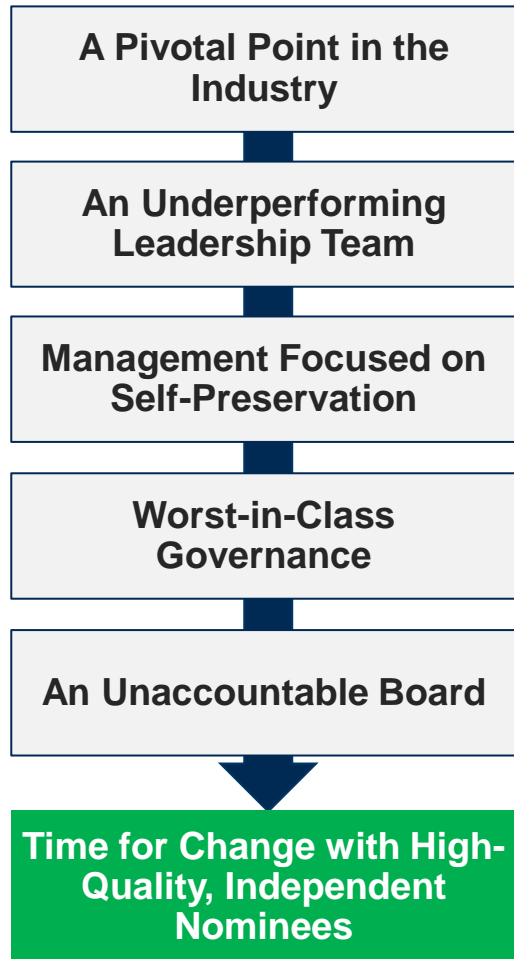 A Pivotal Point in the
Industry
An Underperforming
Leadership Team
Management Focused on
Self-Preservation
Worst-in-Class
Governance
An Unaccountable Board
Time for Change with High-
Quality, Independent
Nominees